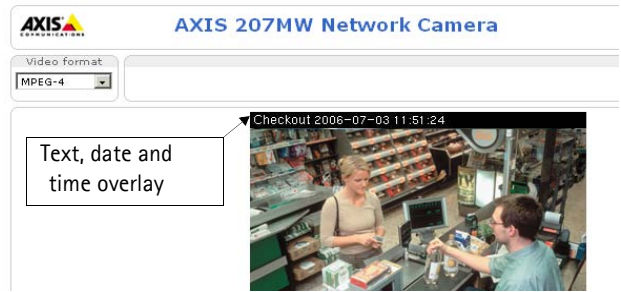 AXIS
COMMUNICATIONS
AXIS 207MW Network Camera
Video format
MPEG-4
Checkout 2006-07-03 11:51:24
Text, date and
time overlay